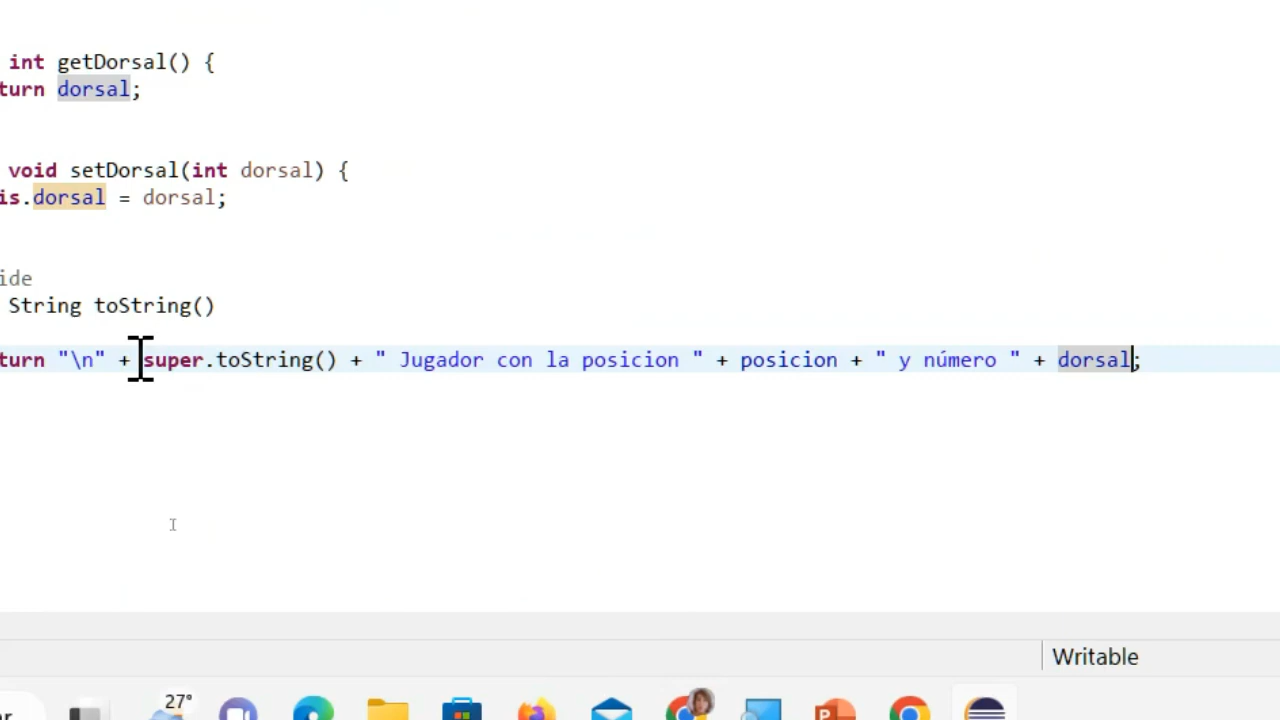 int getDorsal() {
turn dorsal;
void setDorsal(int dorsal) {
is.dorsal = dorsal;
ide
String toString()
turn "\n" + super.toString() + " Jugador con la posicion " + posicion + " y número " + dorsal;
Writable
27°
ar